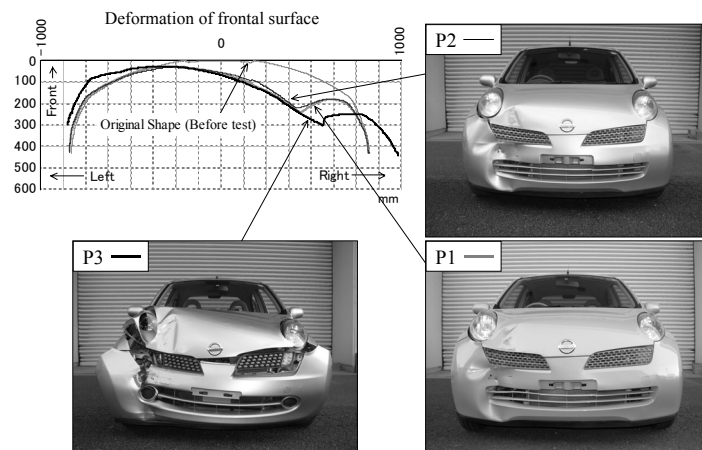 Deformation of frontal surface
-1000
0
1000
0
100
200
300
400
500
600
Front
Original Shape (Before test)
Left
Right
mm
P2
P3
P1